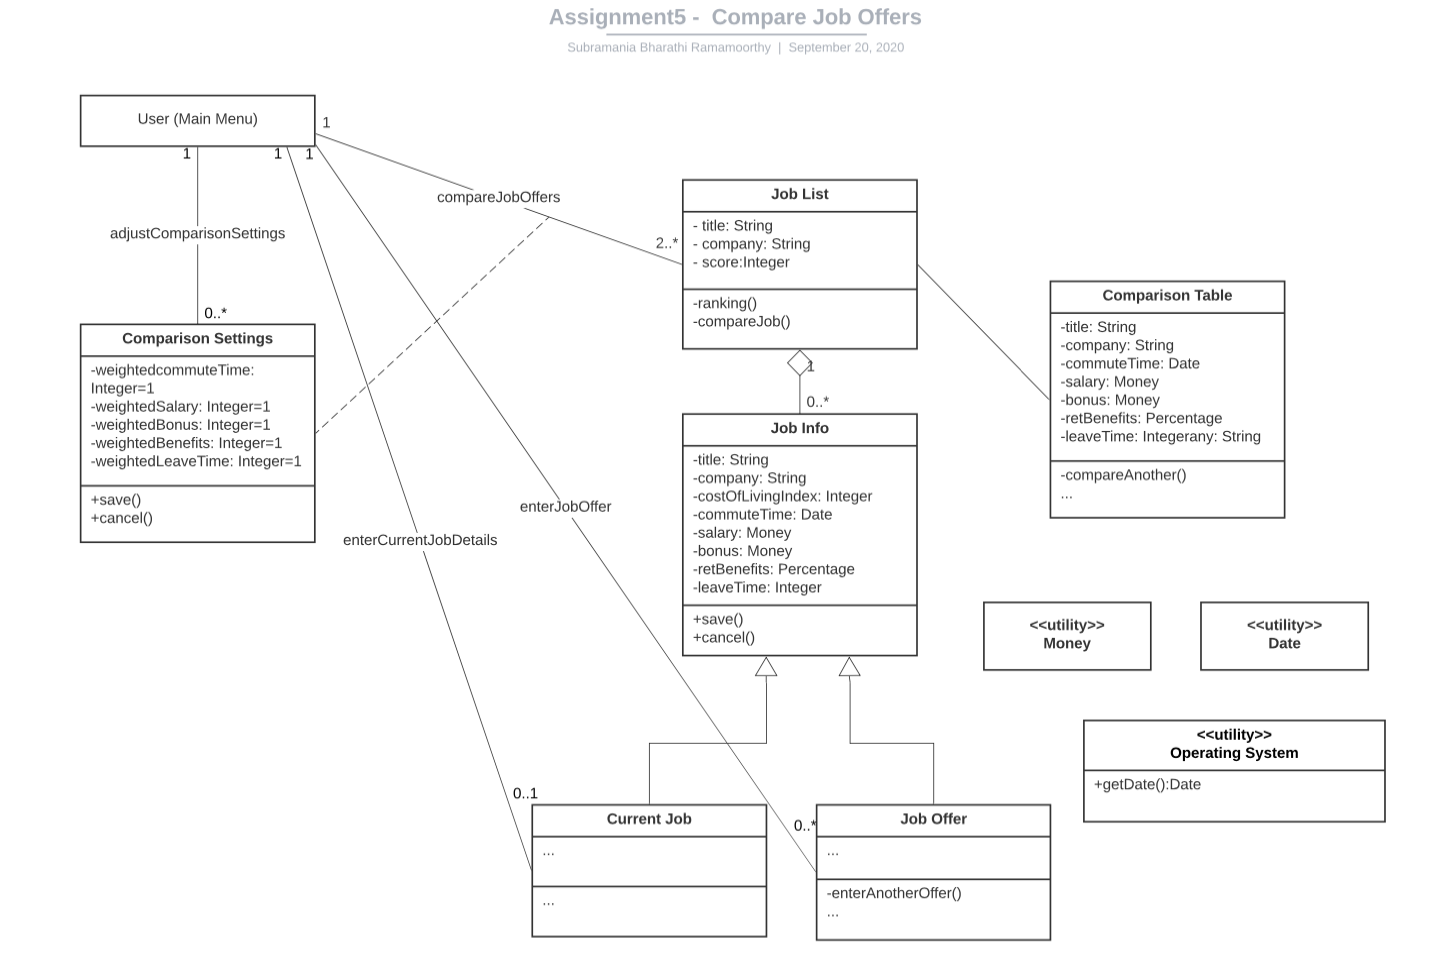 Assignment5 -  Compare Job Offers
Subramania Bharathi Ramamoorthy  |  September 20, 2020
User (Main Menu)
1
1
1
1
compareJobOffers
2..*
adjustComparisonSettings
0..*
Comparison Settings
-weightedcommuteTime:
Integer=1
-weightedSalary: Integer=1
-weightedBonus: Integer=1
-weightedBenefits: Integer=1
-weightedLeaveTime: Integer=1
+save()
+cancel()
Job List
- title: String
- company: String
- score:Integer
-ranking()
-compareJob()
1
0..*
Comparison Table
-title: String
-company: String
-commuteTime: Date
-salary: Money
-bonus: Money
-retBenefits: Percentage
-leaveTime: Integerany: String
-compareAnother()
...
Job Info
-title: String
-company: String
-costOfLivingIndex: Integer
-commuteTime: Date
-salary: Money
-bonus: Money
-retBenefits: Percentage
-leaveTime: Integer
+save()
+cancel()
enterJobOffer
enterCurrentJobDetails
<<utility>>
Money
<<utility>>
Date
<<utility>>
Operating System
+getDate():Date
0..1
Current Job
...
...
0..*
Job Offer
...
-enterAnotherOffer()
...